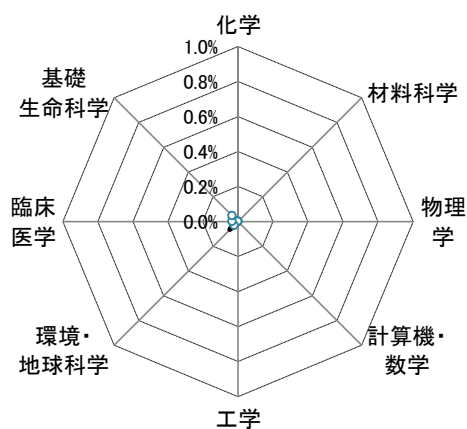 化学
1.0%
0.8%
0.6%
0.4%
0.2%
0.0%
材料科学
物理
学
計算機・
数学
工学
環境・
地球科学
臨床
医学
基礎
生命科学